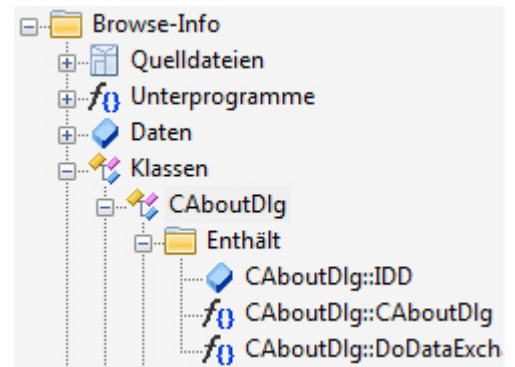 Browse-Info
Quelldateien
Unterprogramme
Daten
Klassen
CAboutDlg
Enthält
CAboutDlg::IDD
CAboutDlg::CAboutDlg
CAboutDlg::DoDataExch